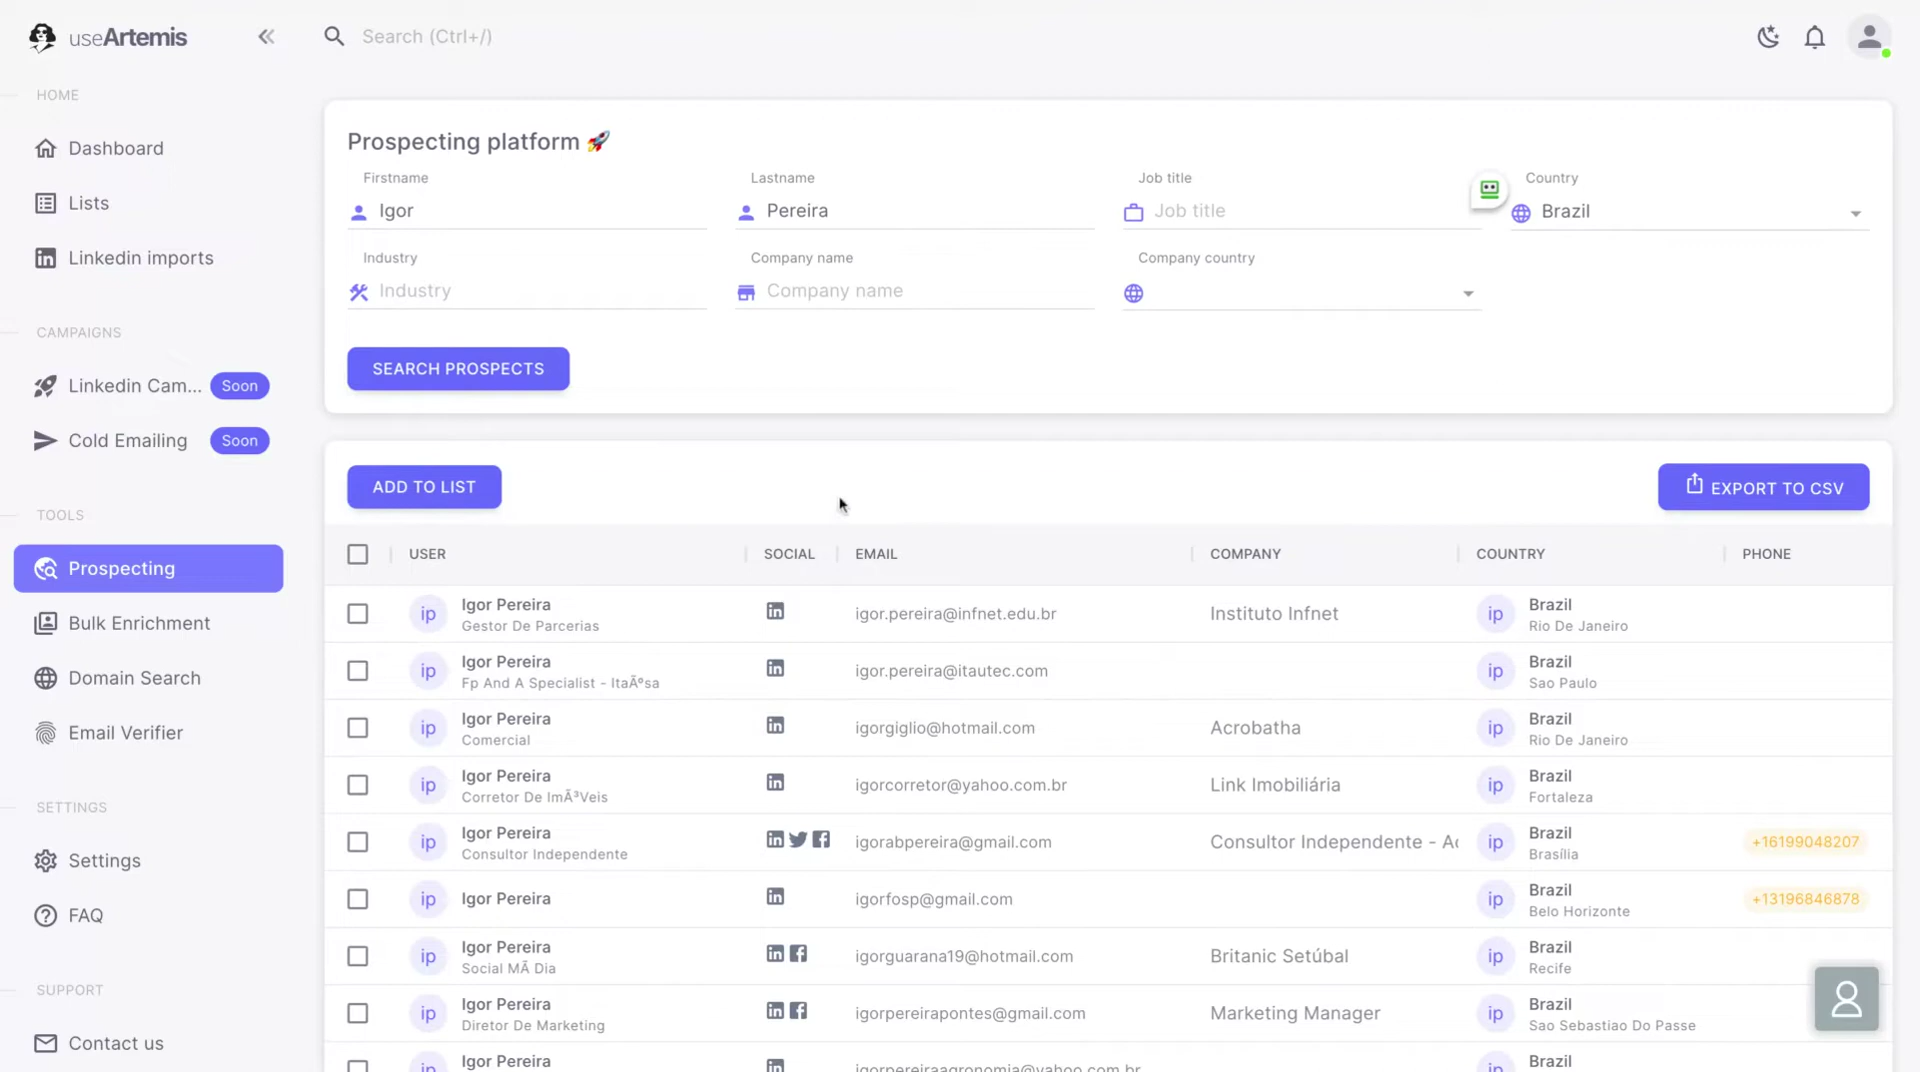 useArtemis
Search (Ctrl+/)
HOME
Dashboard
Lists
Linkedin imports
CAMPAIGNS
Linkedin Cam... Soon
Cold Emailing Soon
TOOLS
Prospecting
Bulk Enrichment
Domain Search
Email Verifier
SETTINGS
Settings
FAQ
SUPPORT
Contact us
Prospecting platform 🚀
Firstname Lastname Job title Country
Igor Pereira Job title Brazil
Industry Company name Company country
Industry Company name
SEARCH PROSPECTS
ADD TO LIST EXPORT TO CSV
USER SOCIAL EMAIL COMPANY COUNTRY PHONE
ip Igor Pereira igor.pereira@infnet.edu.br Instituto Infnet ip Brazil
Gestor De Parcerias Rio De Janeiro
ip Igor Pereira igor.pereira@itautec.com ip Brazil
Fp And A Specialist - ItaÃºsa Sao Paulo
ip Igor Pereira igorgiglio@hotmail.com Acrobatha ip Brazil
Comercial Rio De Janeiro
ip Igor Pereira igorcorretor@yahoo.com.br Link Imobiliária ip Brazil
Corretor De ImÃ³Veis Fortaleza
ip Igor Pereira igorabpereira@gmail.com Consultor Independente - Ac ip Brazil +16199048207
Consultor Independente Brasília
ip Igor Pereira igorfosp@gmail.com ip Brazil +13196846878
Belo Horizonte
ip Igor Pereira igorguarana19@hotmail.com Britanic Setúbal ip Brazil
Social MÃ Dia Recife
ip Igor Pereira igorpereirapontes@gmail.com Marketing Manager ip Brazil
Diretor De Marketing Sao Sebastiao Do Passe
ip Igor Pereira igorpereiraagronomia@yahoo.com.br ip Brazil